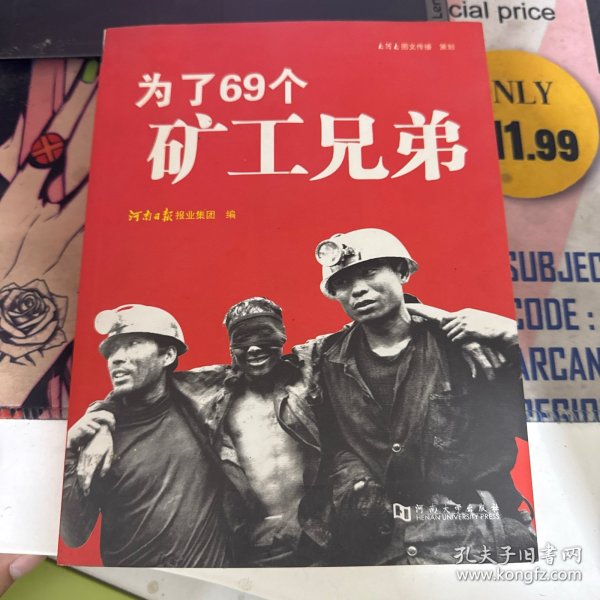 cial price
NLY
11.99
SUBJEC
CODE :
ARCAN
图文传播 策划
为了69个
矿工兄弟
河南日报报业集团 编
河南大学出版社
HENAN UNIVERSITY PRESS
孔夫子旧书网
www.kongfz.com